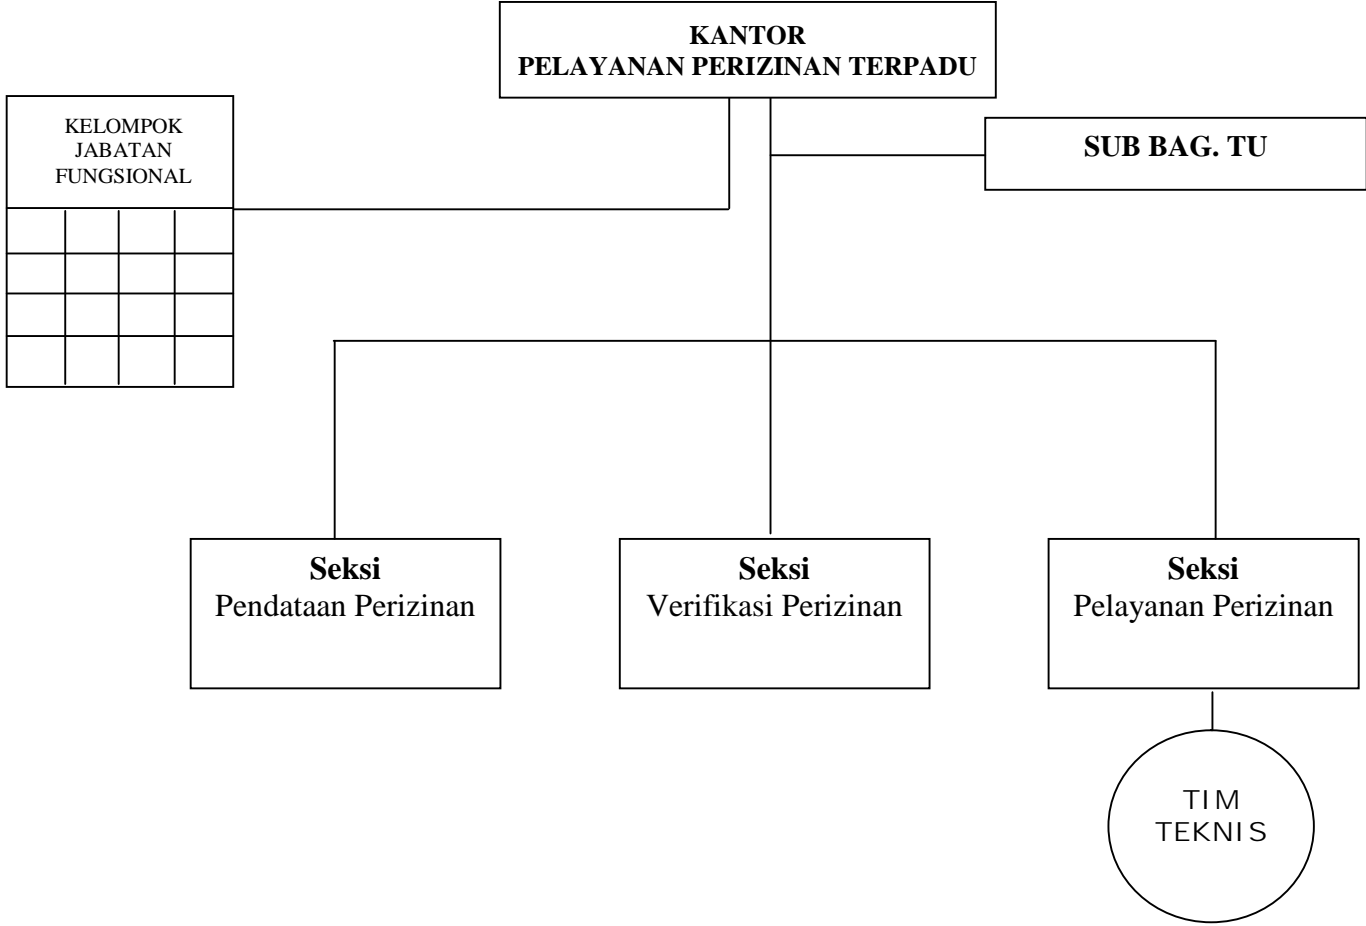 KANTOR
PELAYANAN PERIZINAN TERPADU
KELOMPOK
JABATAN
FUNGSIONAL
SUB BAG. TU
Seksi
Pendataan Perizinan
Seksi
Verifikasi Perizinan
Seksi
Pelayanan Perizinan
TIM
TEKNIS